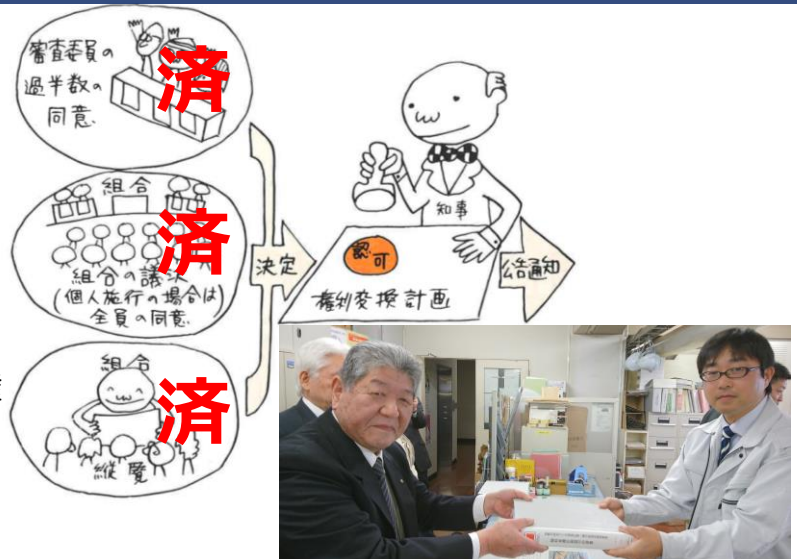 審査委員の
過半数の
同意
済
組合
済
組合の議決
(個人施行の場合は)
全員の同意
組合
済
縦覧
決定
知事
認可
権利変換計画
公告通知